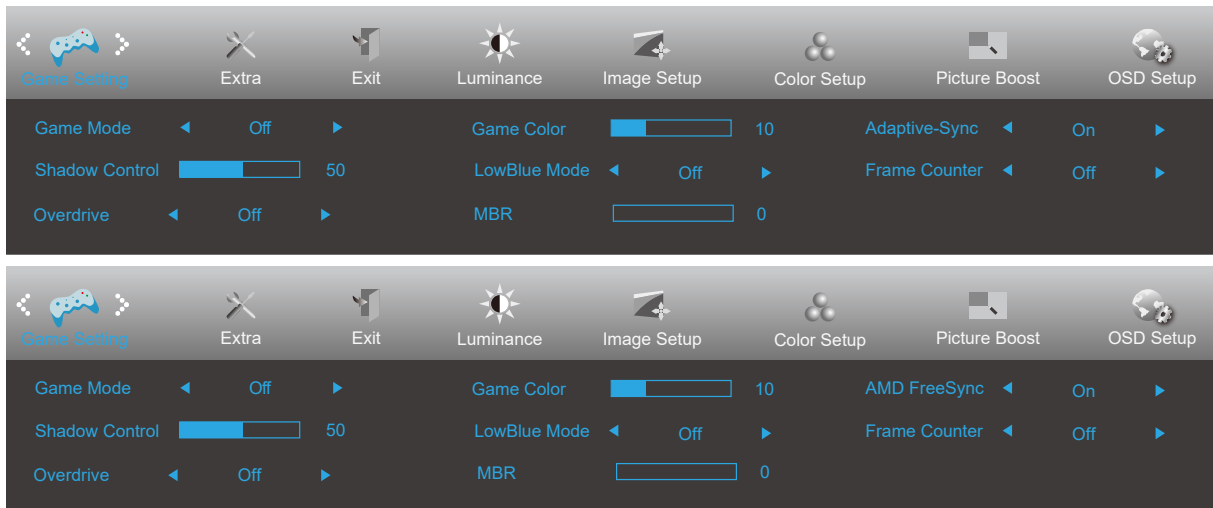 Game Setting Extra Exit Luminance Image Setup Color Setup Picture Boost OSD Setup
Game Mode Off Game Color 10 Adaptive-Sync On
Shadow Control 50 LowBlue Mode Off Frame Counter Off
Overdrive Off MBR 0
Game Setting Extra Exit Luminance Image Setup Color Setup Picture Boost OSD Setup
Game Mode Off Game Color 10 AMD FreeSync On
Shadow Control 50 LowBlue Mode Off Frame Counter Off
Overdrive Off MBR 0